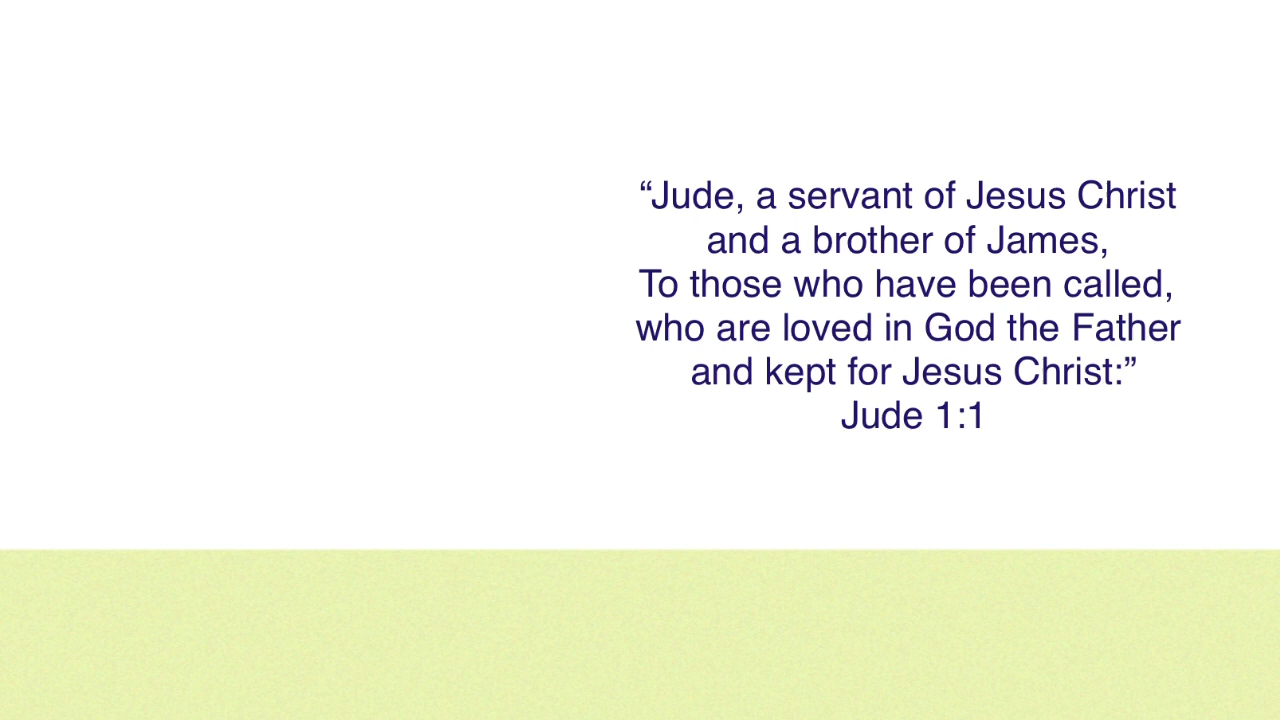 “Jude, a servant of Jesus Christ
and a brother of James,
To those who have been called,
who are loved in God the Father
and kept for Jesus Christ:”
Jude 1:1